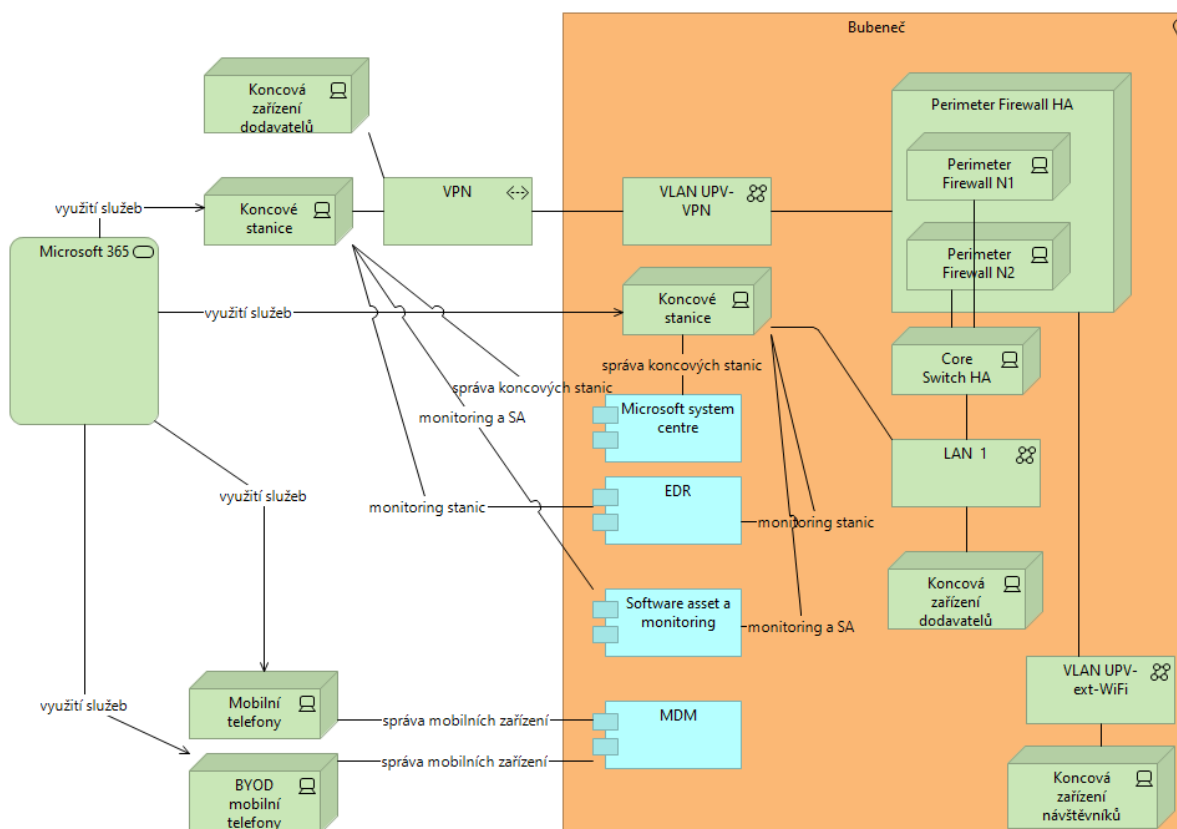 Bubeneč
Koncová
zařízení
dodavatelů
Perimeter Firewall HA
Perimeter
Firewall N1
VPN
VLAN UPV-
VPN
využití služeb
Koncové
stanice
Perimeter
Firewall N2
Microsoft 365
Koncové
stanice
využití služeb
Core
Switch HA
správa koncových stanic
správa koncových stanic
monitoring a SA
Microsoft system
centre
LAN 1
EDR
využití služeb
monitoring stanic
monitoring stanic
Koncová
zařízení
dodavatelů
Software asset a
monitoring
monitoring a SA
VLAN UPV-
ext-WiFi
využití služeb
Mobilní
telefony
správa mobilních zařízení
MDM
správa mobilních zařízení
BYOD
mobilní
telefony
Koncová
zařízení
návštěvníků